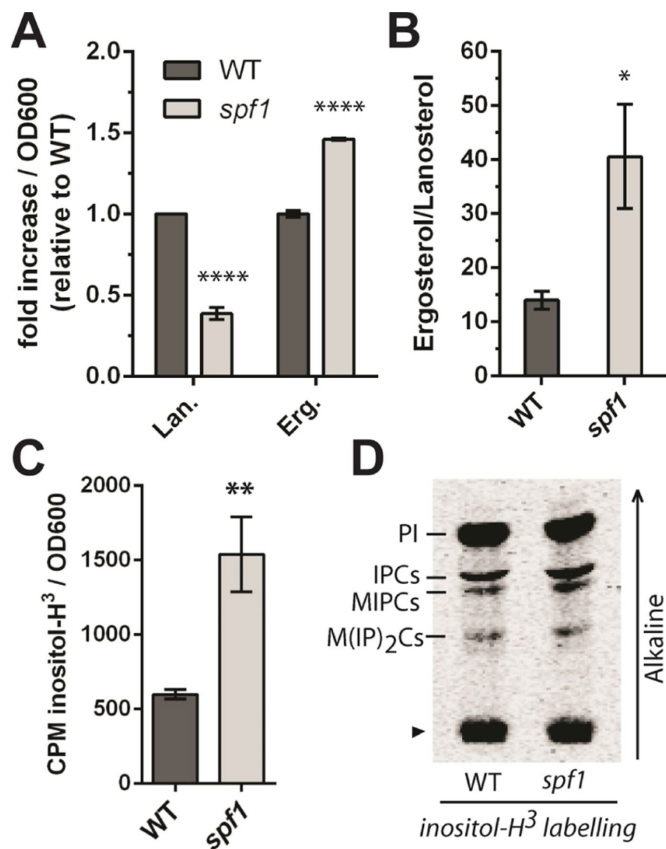 A
fold increase / OD600
(relative to WT)
2.0
1.5
1.0
0.5
0.0
WT
spf1
****
****
Lan.
Erg.
B
Ergosterol/Lanosterol
60
50
40
30
20
10
0
*
WT
spf1
C
CPM inositol-H³ / OD600
2000
1500
1000
500
0
**
WT
spf1
D
PI
IPCs
MIPCs
M(IP)₂Cs
Alkaline
WT
spf1
inositol-H³ labelling